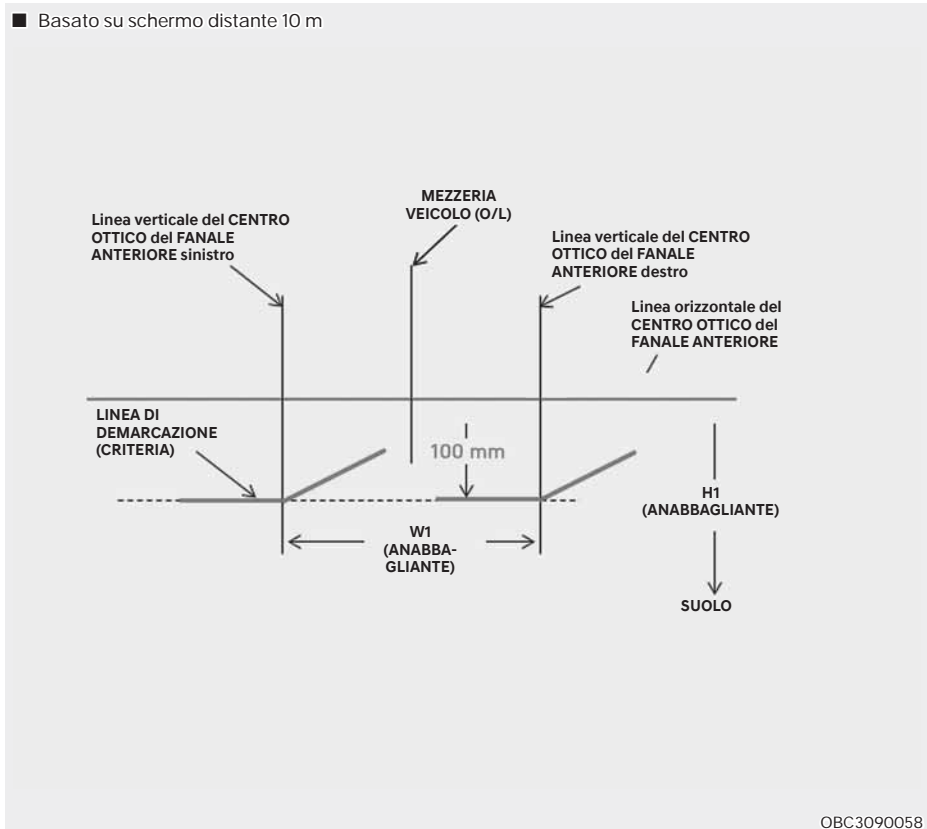 ■ Basato su schermo distante 10 m
MEZZERIA
VEICOLO (O/L)
Linea verticale del CENTRO
OTTICO del FANALE
ANTERIORE sinistro
Linea verticale del CENTRO
OTTICO del FANALE
ANTERIORE destro
Linea orizzontale del
CENTRO OTTICO del
FANALE ANTERIORE
LINEA DI
DEMARCAZIONE
(CRITERIA)
100 mm
H1
(ANABBAGLIANTE)
W1
(ANABBA-
GLIANTE)
SUOLO
OBC3090058